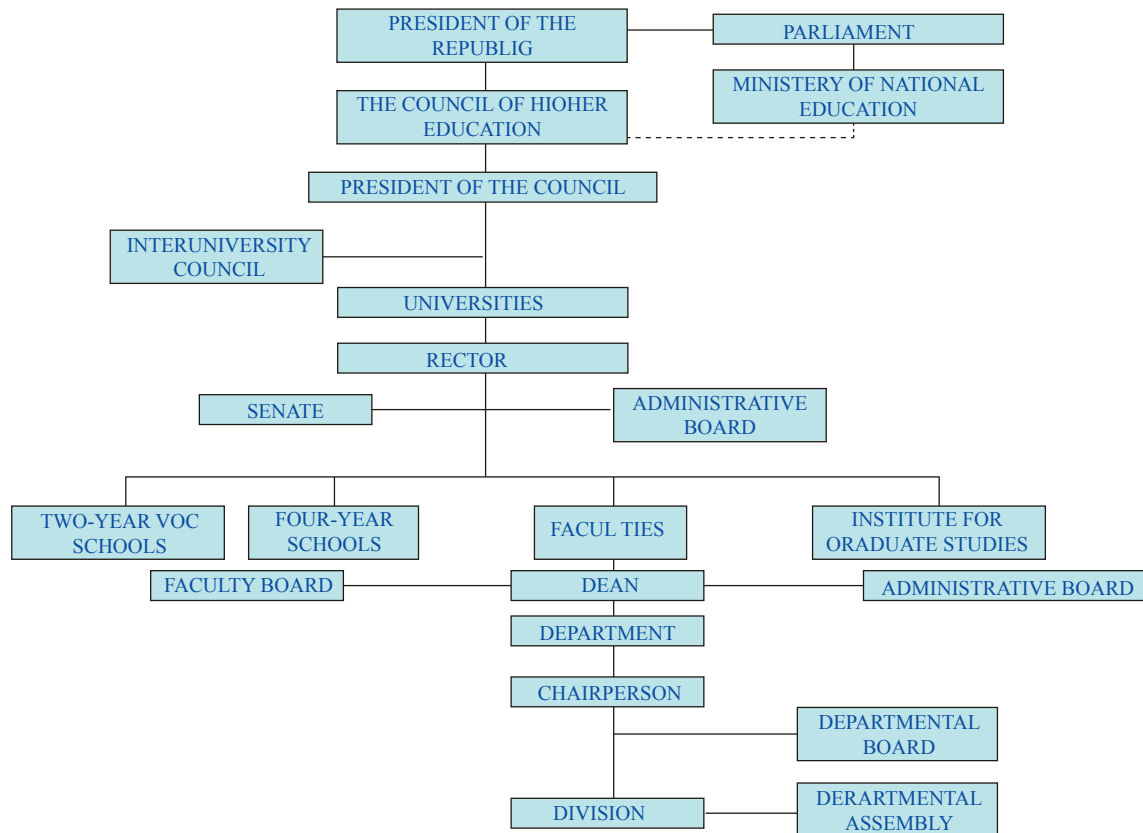 PRESIDENT OF THE
REPUBLIG
PARLIAMENT
MINISTERY OF NATIONAL
EDUCATION
THE COUNCIL OF HIOHER
EDUCATION
PRESIDENT OF THE COUNCIL
INTERUNIVERSITY
COUNCIL
UNIVERSITIES
RECTOR
SENATE
ADMINISTRATIVE
BOARD
TWO-YEAR VOC
SCHOOLS
FOUR-YEAR
SCHOOLS
FACUL TIES
INSTITUTE FOR
ORADUATE STUDIES
FACULTY BOARD
DEAN
ADMINISTRATIVE BOARD
DEPARTMENT
CHAIRPERSON
DEPARTMENTAL
BOARD
DIVISION
DERARTMENTAL
ASSEMBLY